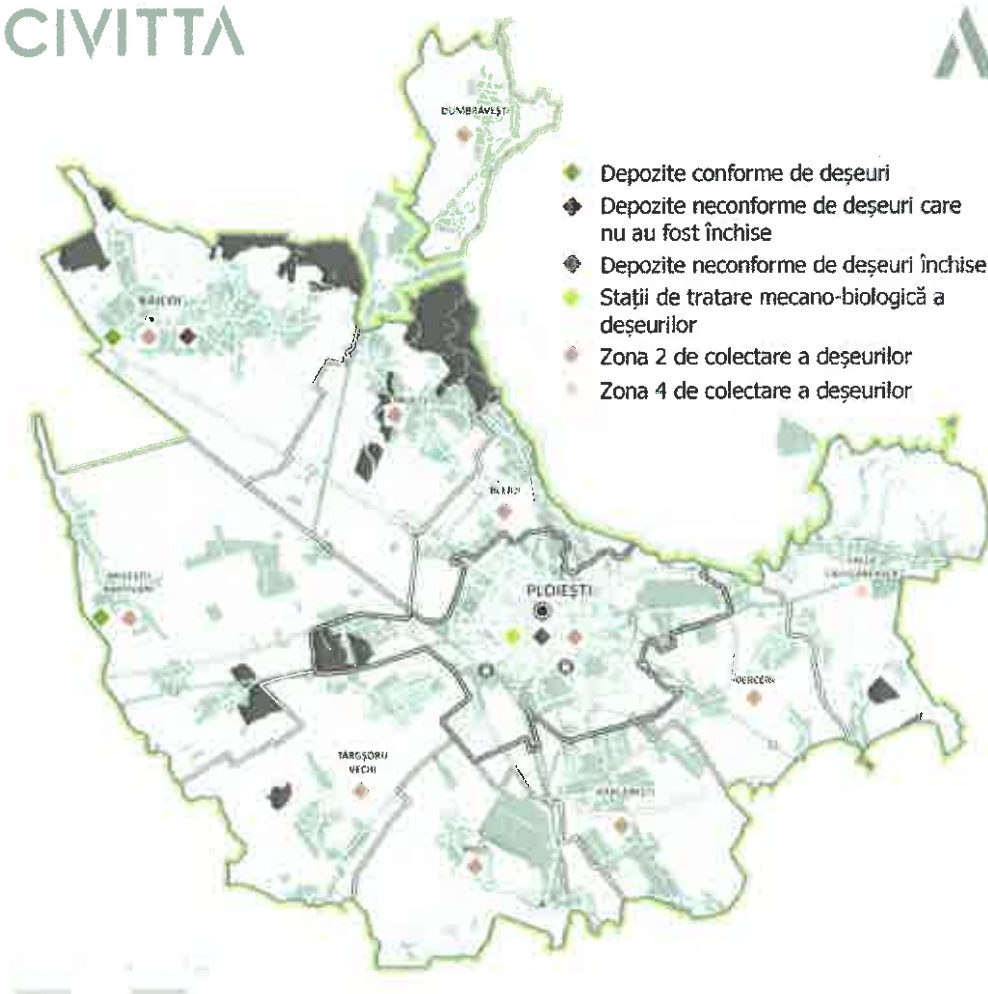 CIVITTA
DUMBRĂVEȘTI
Depozite conforme de deșeuri
Depozite neconforme de deșeuri care
nu au fost închise
Depozite neconforme de deșeuri închise
Stații de tratare mecano-biologică a
deșeurilor
Zona 2 de colectare a deșeurilor
Zona 4 de colectare a deșeurilor
BĂICOI
BLEJOI
PLOIEȘTI
BERCENI
TÂRGȘORU
VECHI